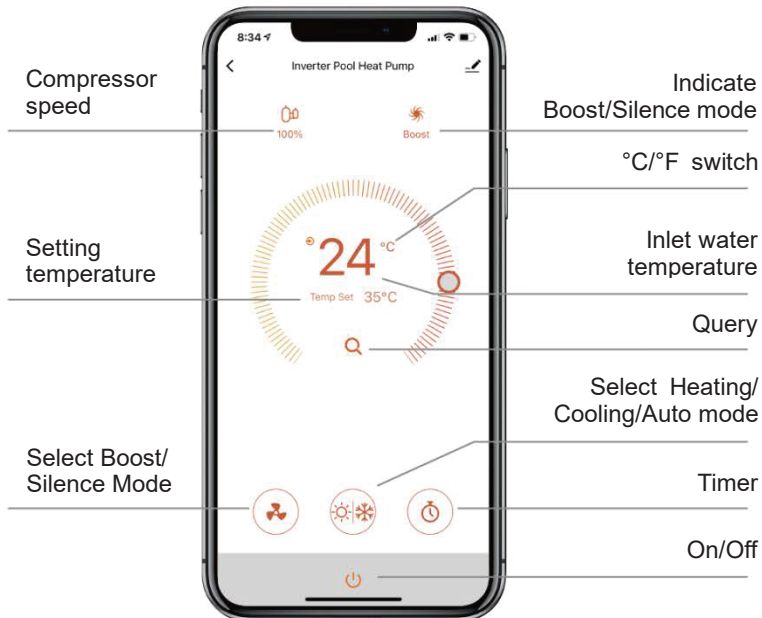 8:34
Inverter Pool Heat Pump
Compressor
speed
100%
Boost
Indicate
Boost/Silence mode
°C/°F switch
24 °C
Setting
temperature
Temp Set 35°C
Inlet water
temperature
Query
Select Heating/
Cooling/Auto mode
Select Boost/
Silence Mode
Timer
On/Off